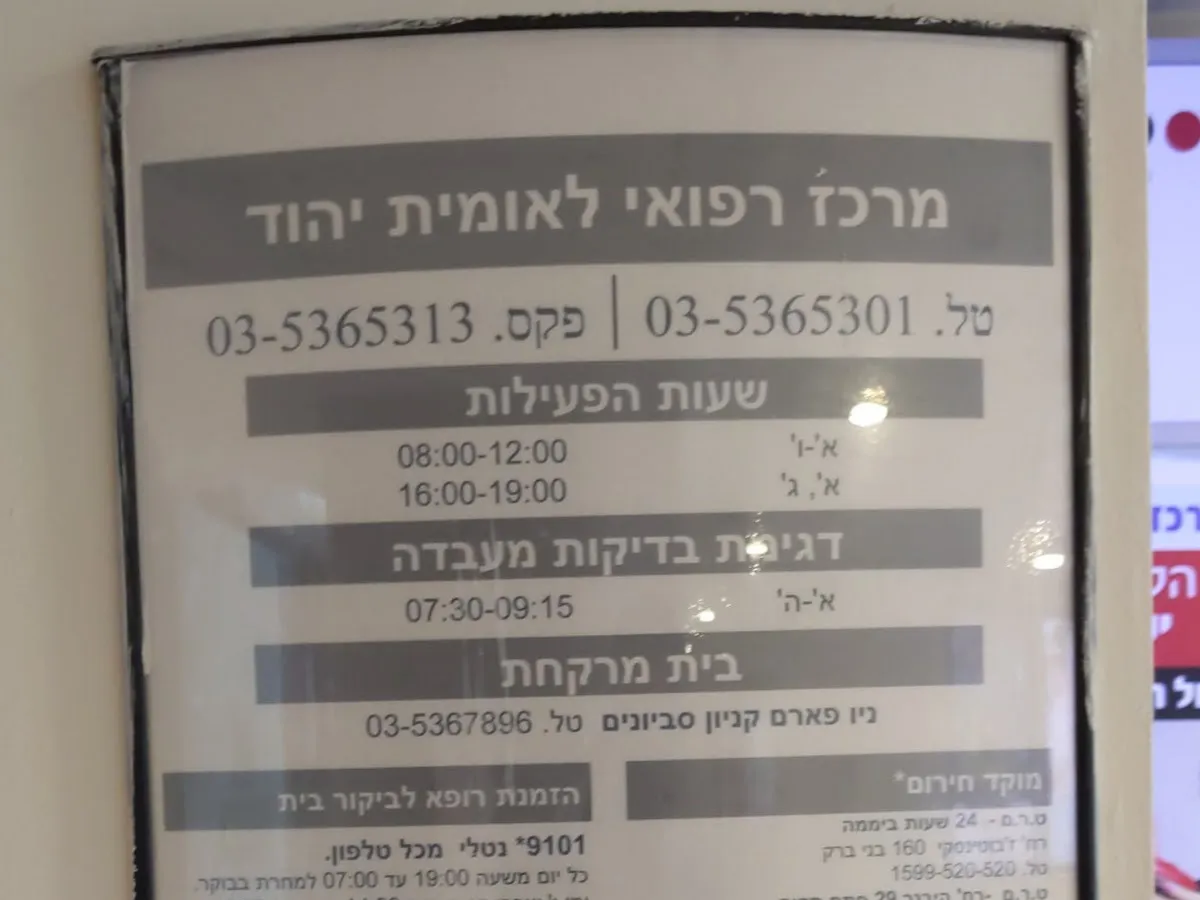 מרכז רפואי לאומית יהוד
טל. 03-5365301 | פקס. 03-5365313
שעות הפעילות
א'-ו' 08:00-12:00
א', ג' 16:00-19:00
דגימת בדיקות מעבדה
א'-ה' 07:30-09:15
בית מרקחת
ניו פארם קניון סביונים טל. 03-5367896
מוקד חירום*
ט.ר.מ - 24 שעות ביממה
רח' ז'בוטינסקי 160 בני ברק
טל. 1599-520-520
הזמנת רופא לביקור בית
9101* נטלי מכל טלפון.
כל יום משעה 19:00 עד 07:00 למחרת בבוקר.